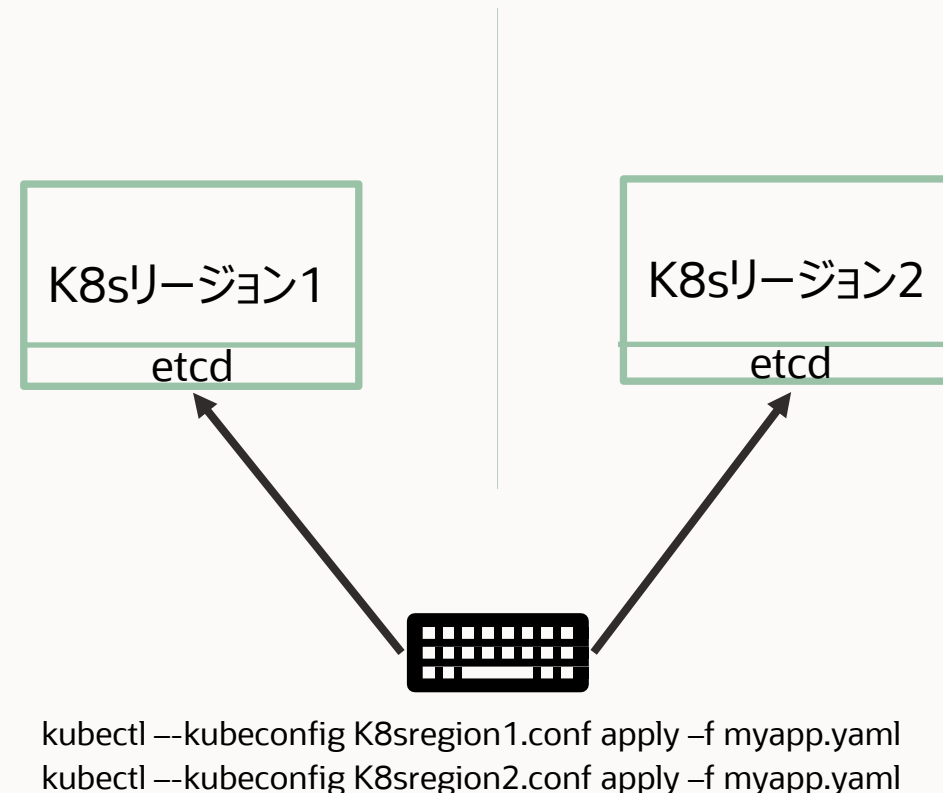 K8sリージョン1
etcd
K8sリージョン2
etcd
kubectl –-kubeconfig K8sregion1.conf apply –f myapp.yaml
kubectl –-kubeconfig K8sregion2.conf apply –f myapp.yaml